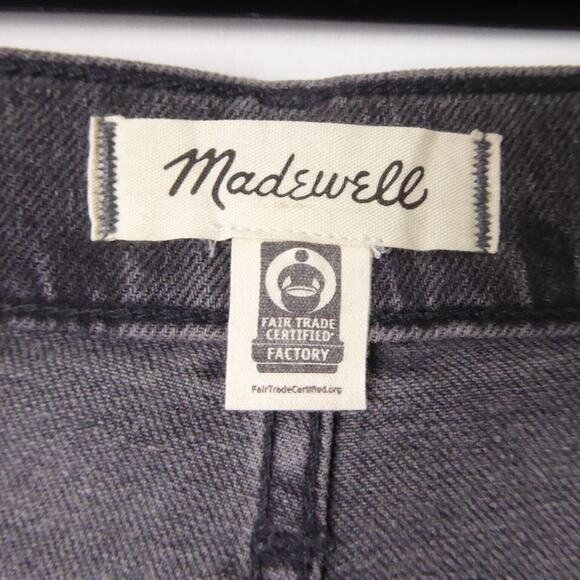 Madewell
FAIR TRADE
CERTIFIED
FACTORY
FairTradeCertified.org